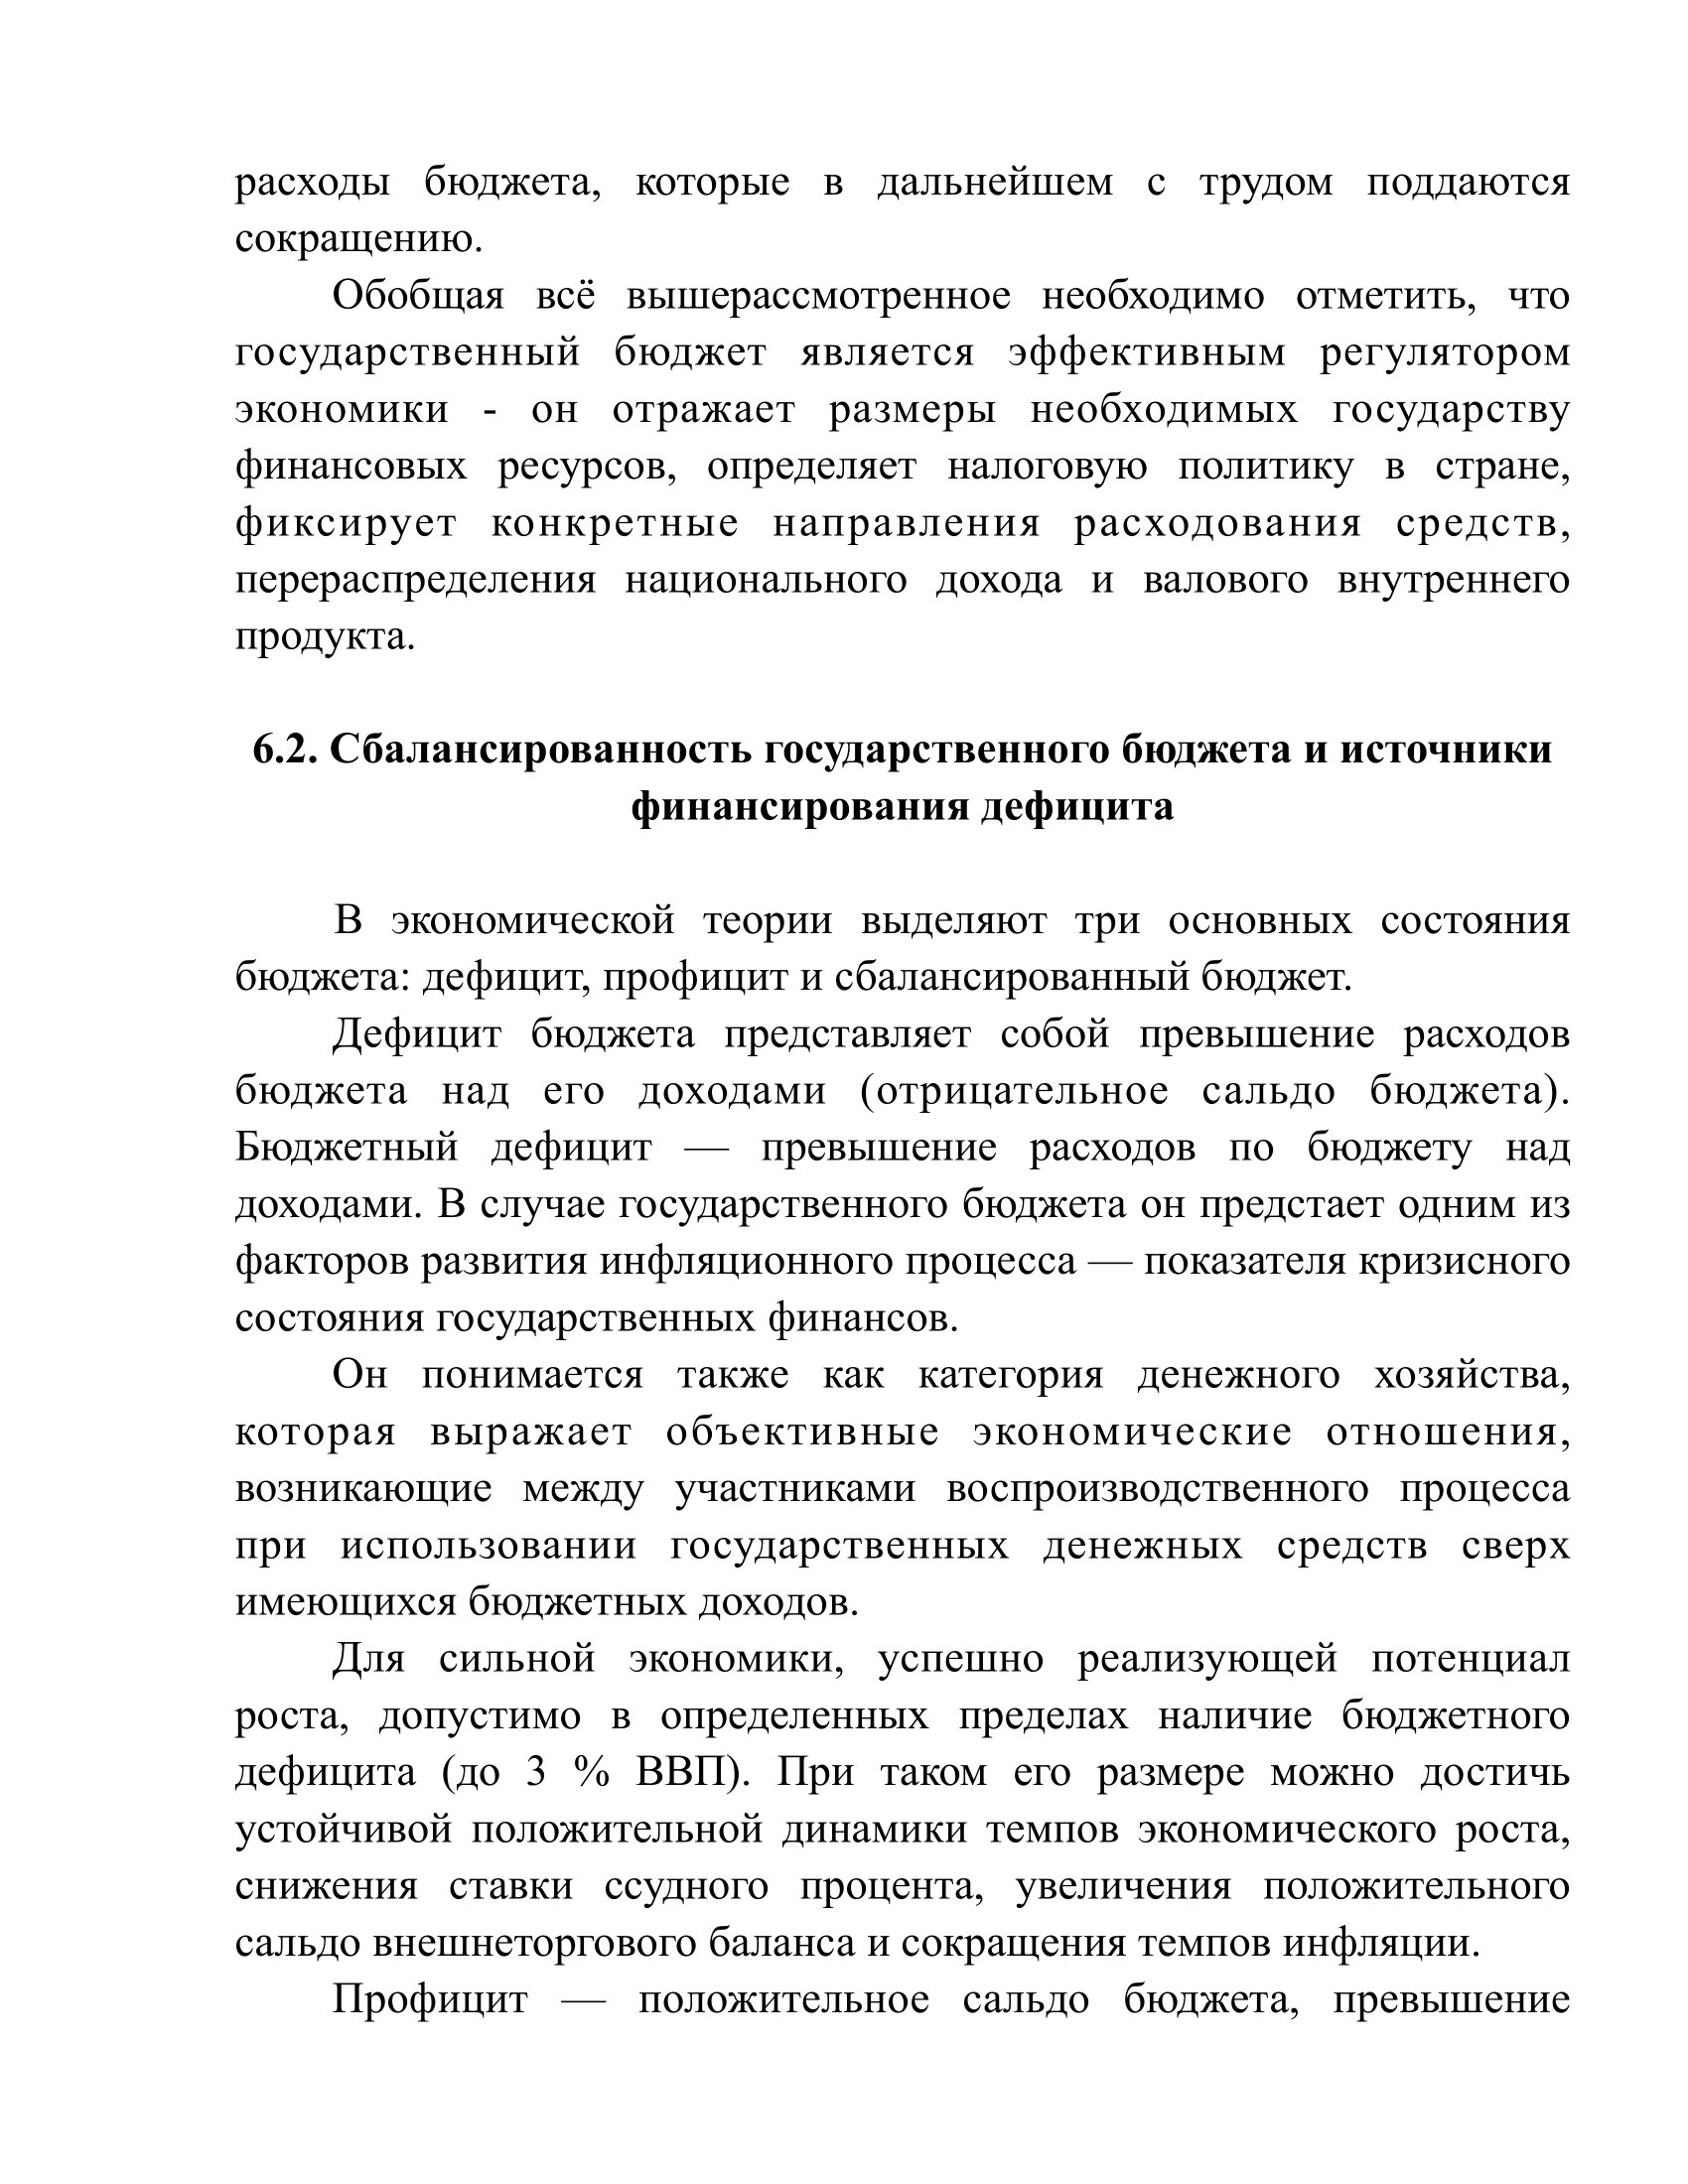 расходы бюджета, которые в дальнейшем с трудом поддаются
сокращению.
Обобщая всё вышерассмотренное необходимо отметить, что
государственный бюджет является эффективным регулятором
экономики - он отражает размеры необходимых государству
финансовых ресурсов, определяет налоговую политику в стране,
фиксирует конкретные направления расходования средств,
перераспределения национального дохода и валового внутреннего
продукта.
6.2. Сбалансированность государственного бюджета и источники
финансирования дефицита
В экономической теории выделяют три основных состояния
бюджета: дефицит, профицит и сбалансированный бюджет.
Дефицит бюджета представляет собой превышение расходов
бюджета над его доходами (отрицательное сальдо бюджета).
Бюджетный дефицит — превышение расходов по бюджету над
доходами. В случае государственного бюджета он предстает одним из
факторов развития инфляционного процесса — показателя кризисного
состояния государственных финансов.
Он понимается также как категория денежного хозяйства,
которая выражает объективные экономические отношения,
возникающие между участниками воспроизводственного процесса
при использовании государственных денежных средств сверх
имеющихся бюджетных доходов.
Для сильной экономики, успешно реализующей потенциал
роста, допустимо в определенных пределах наличие бюджетного
дефицита (до 3 % ВВП). При таком его размере можно достичь
устойчивой положительной динамики темпов экономического роста,
снижения ставки ссудного процента, увеличения положительного
сальдо внешнеторгового баланса и сокращения темпов инфляции.
Профицит — положительное сальдо бюджета, превышение